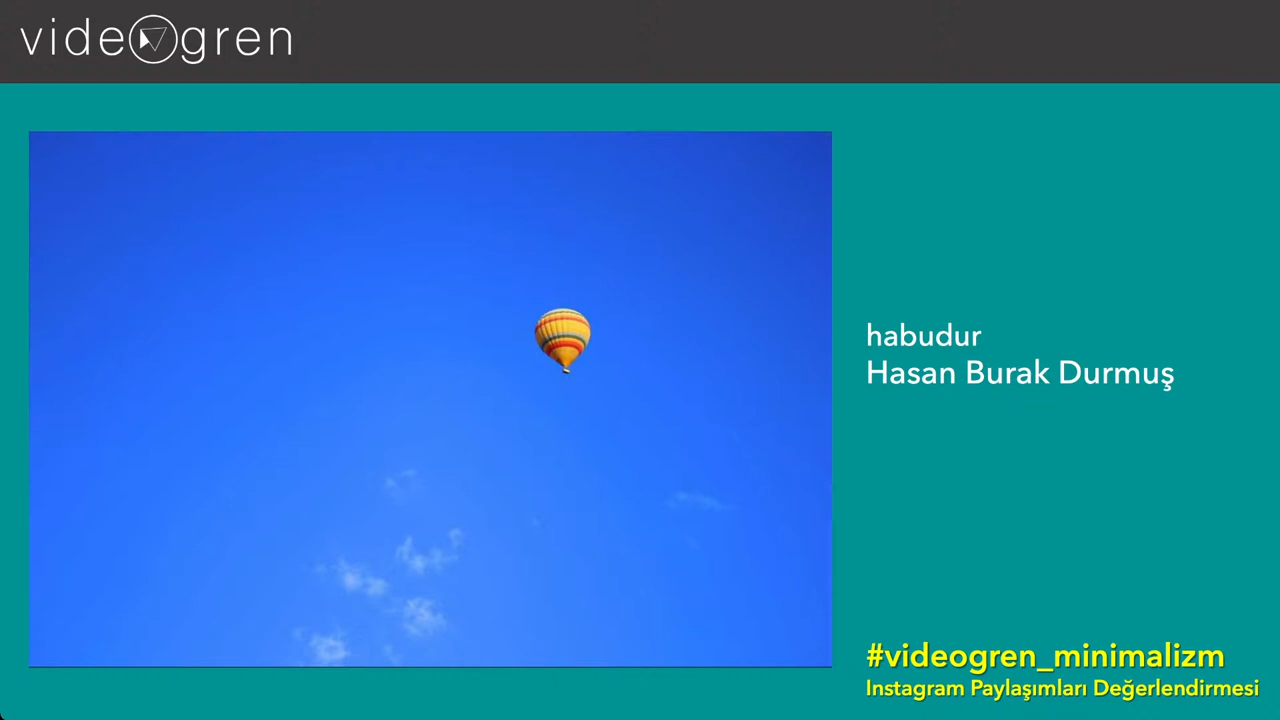 videogren
habudur
Hasan Burak Durmuş
#videogren_minimalizm
Instagram Paylaşımları Değerlendirmesi